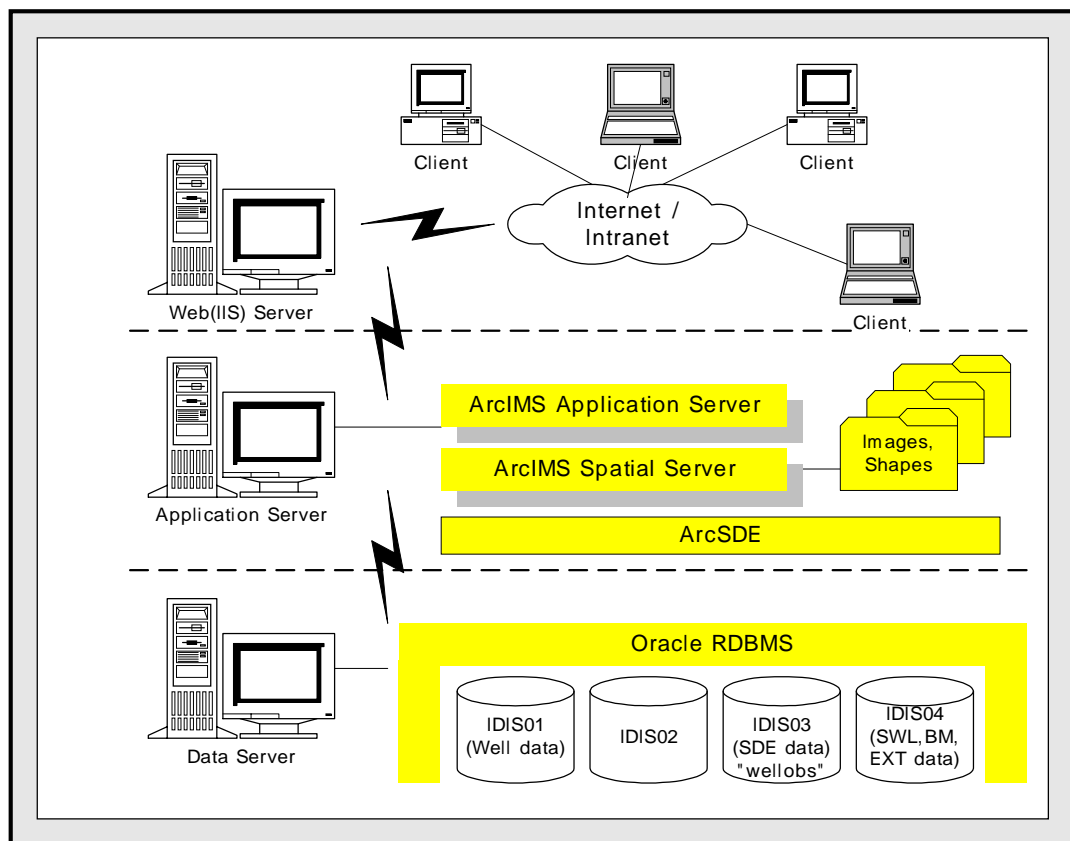 Client
Client
Client
Internet /
Intranet
Web(IIS) Server
Client
ArcIMS Application Server
ArcIMS Spatial Server
Images,
Shapes
Application Server
ArcSDE
Oracle RDBMS
IDIS01
(Well data)
IDIS02
IDIS03
(SDE data)
"wellobs"
IDIS04
(SWL,BM,
EXT data)
Data Server